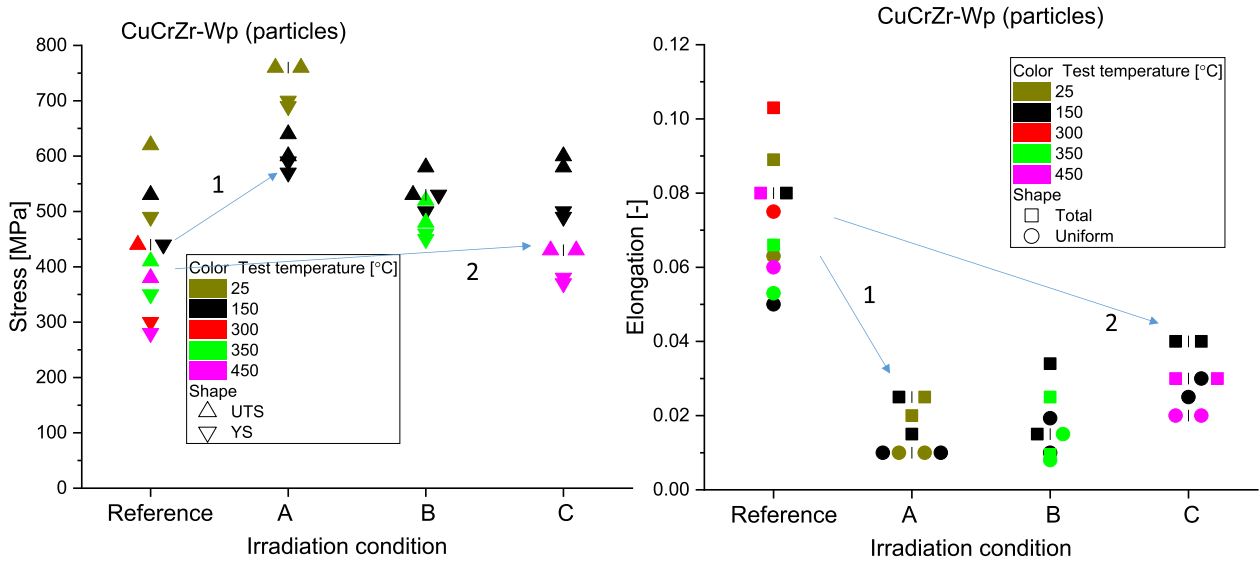 CuCrZr-Wp (particles)
Stress [MPa]
800
700
600
500
400
300
200
100
0
1
2
Color Test temperature [°C]
25
150
300
350
450
Shape
UTS
YS
Reference A B C
Irradiation condition
CuCrZr-Wp (particles)
Elongation [-]
0.12
0.10
0.08
0.06
0.04
0.02
0.00
Color Test temperature [°C]
25
150
300
350
450
Shape
Total
Uniform
1
2
Reference A B C
Irradiation condition